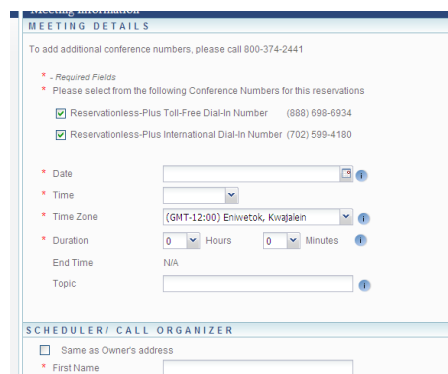 Meeting Information
MEETING DETAILS
To add additional conference numbers, please call 800-374-2441
* - Required Fields
* Please select from the following Conference Numbers for this reservations
Reservationless-Plus Toll-Free Dial-In Number (888) 698-6934
Reservationless-Plus International Dial-In Number (702) 599-4180
* Date
* Time
* Time Zone (GMT-12:00) Eniwetok, Kwajalein
* Duration 0 Hours 0 Minutes
End Time N/A
Topic
SCHEDULER/ CALL ORGANIZER
Same as Owner's address
* First Name